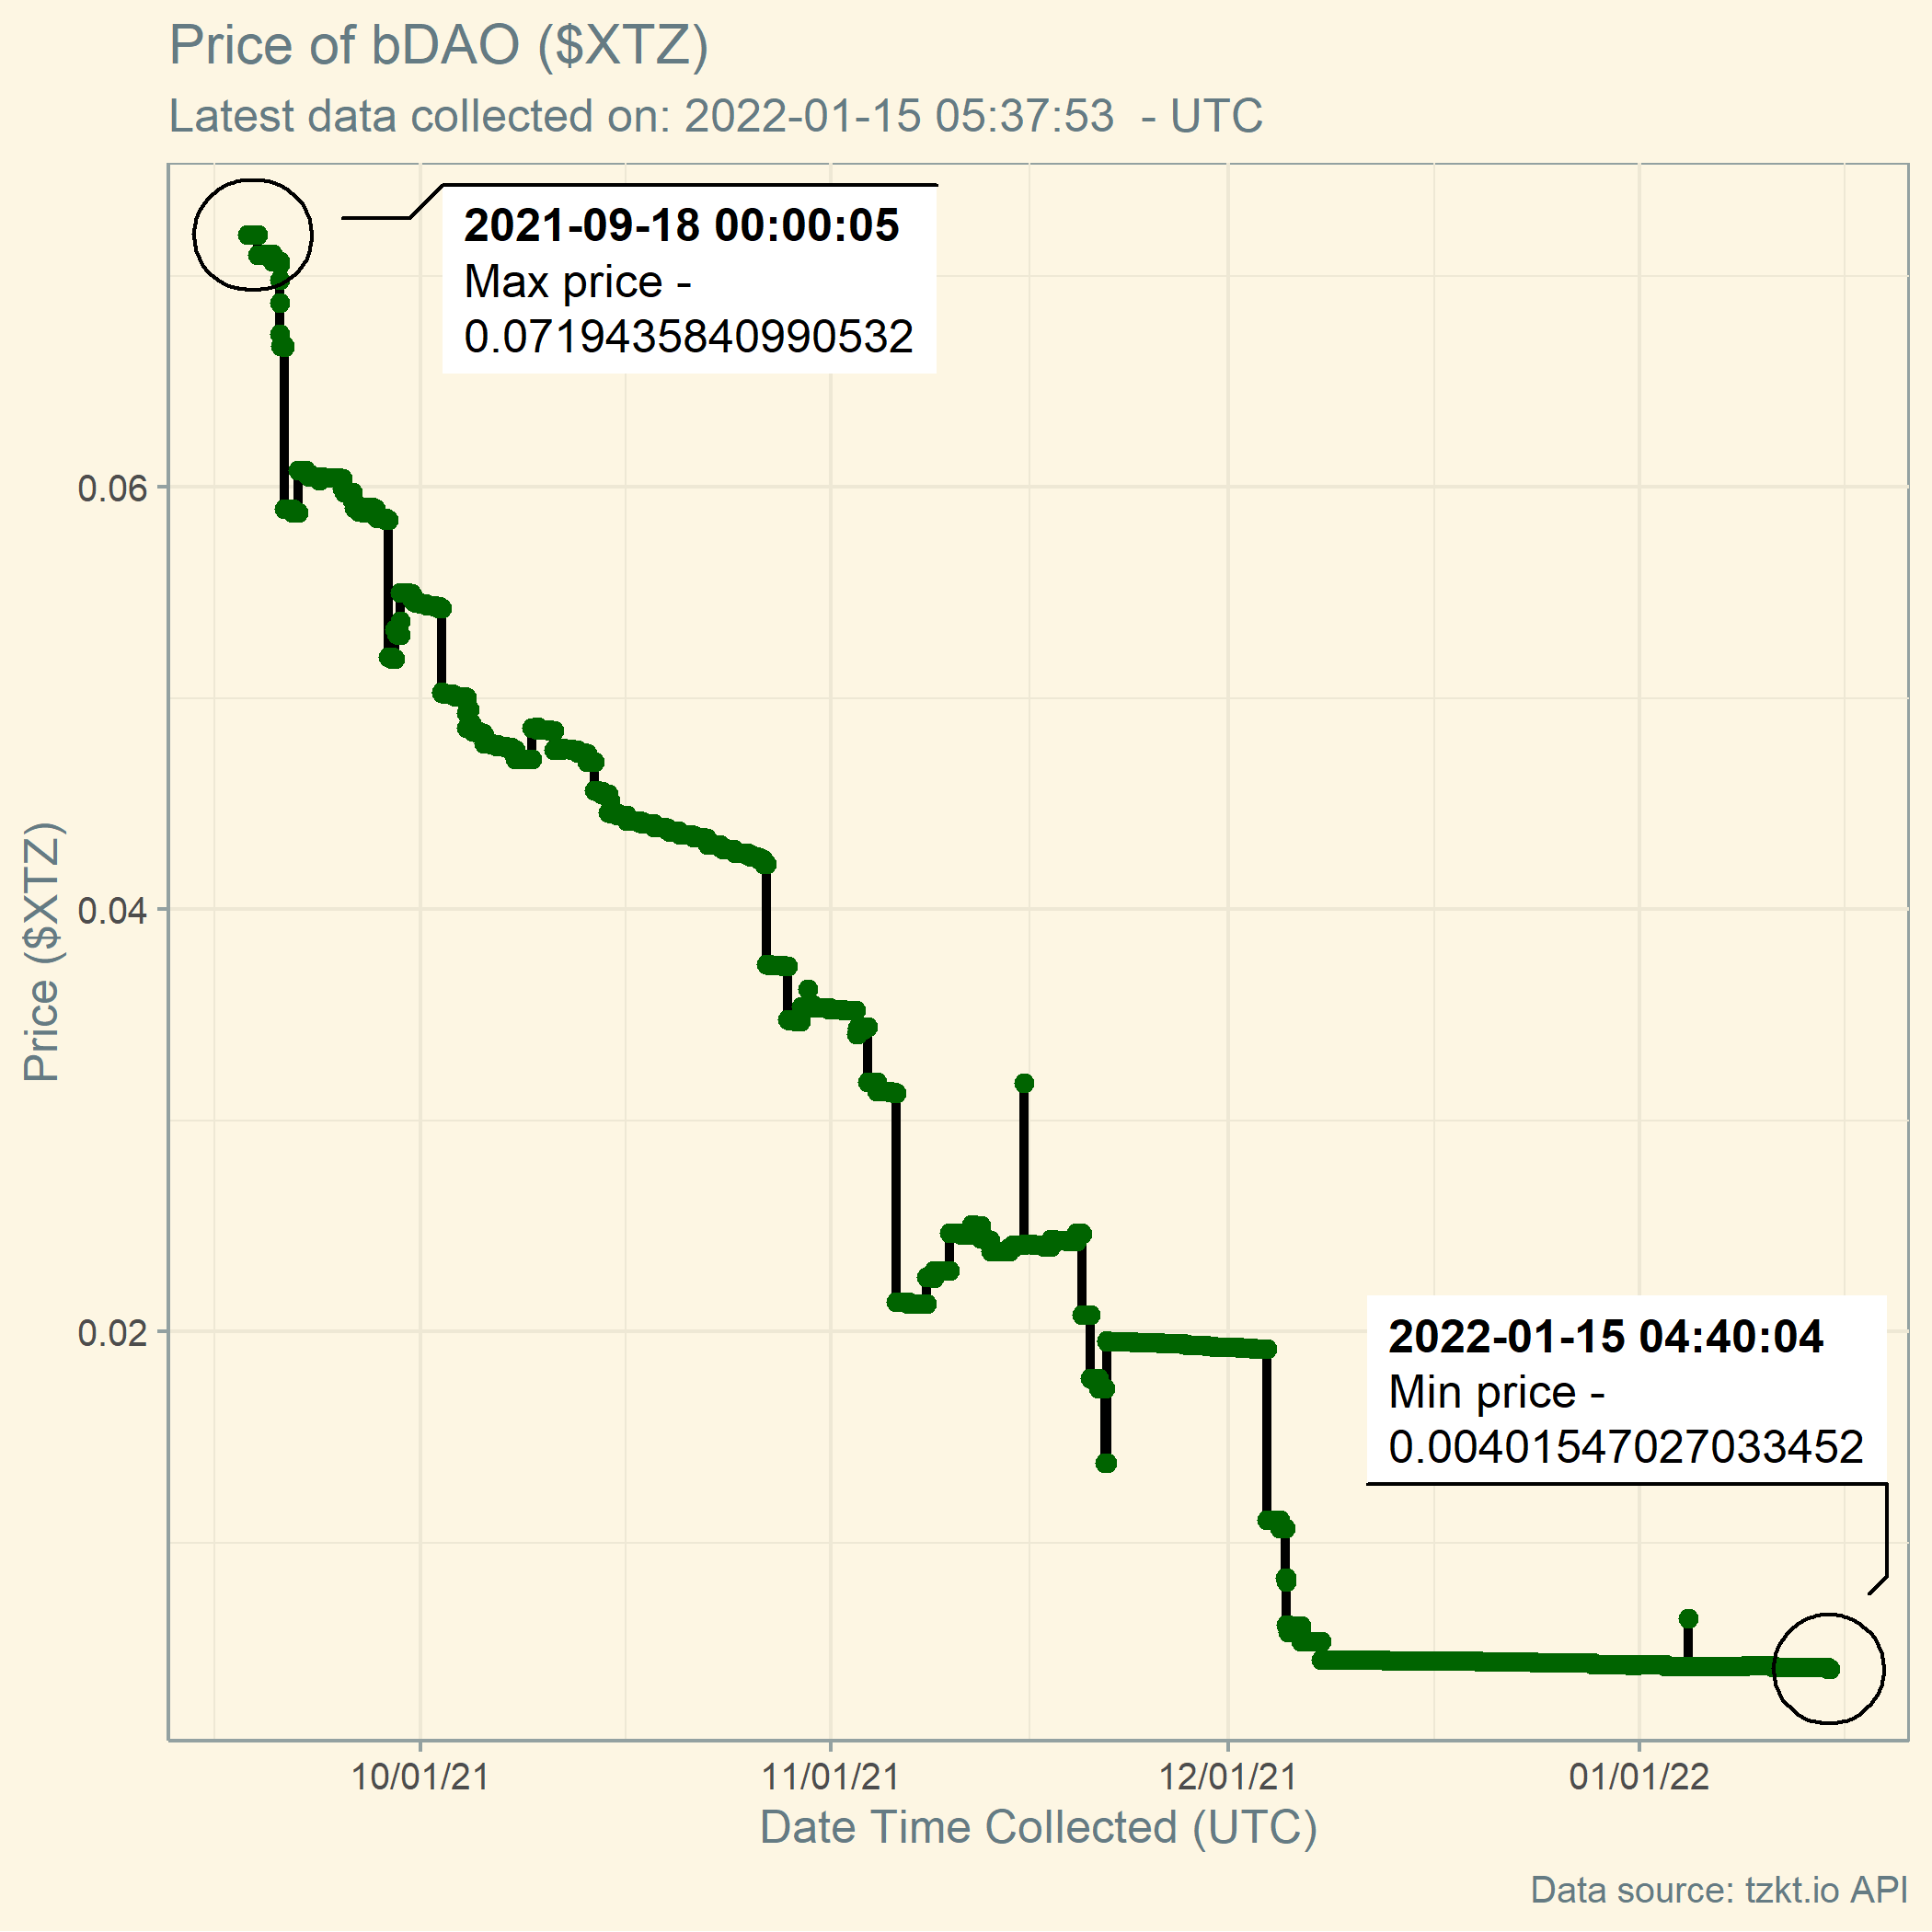 Price of bDAO ($XTZ)
Latest data collected on: 2022-01-15 05:37:53  - UTC
2021-09-18 00:00:05
Max price -
0.0719435840990532
0.06
0.04
0.02
Price ($XTZ)
2022-01-15 04:40:04
Min price -
0.004015470270334​52
10/01/21
11/01/21
12/01/21
01/01/22
Date Time Collected (UTC)
Data source: tzkt.io API